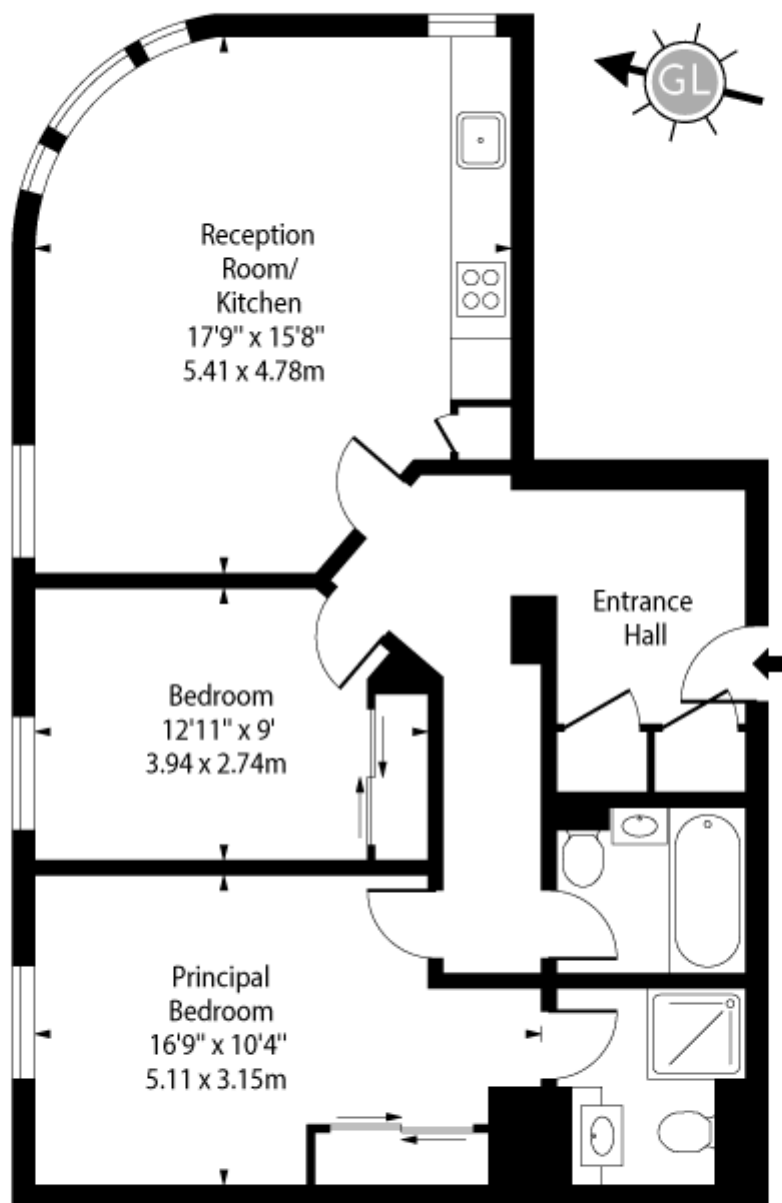 GL
Reception
Room/
Kitchen
17'9" x 15'8"
5.41 x 4.78m
Entrance
Hall
Bedroom
12'11" x 9'
3.94 x 2.74m
Principal
Bedroom
16'9" x 10'4"
5.11 x 3.15m